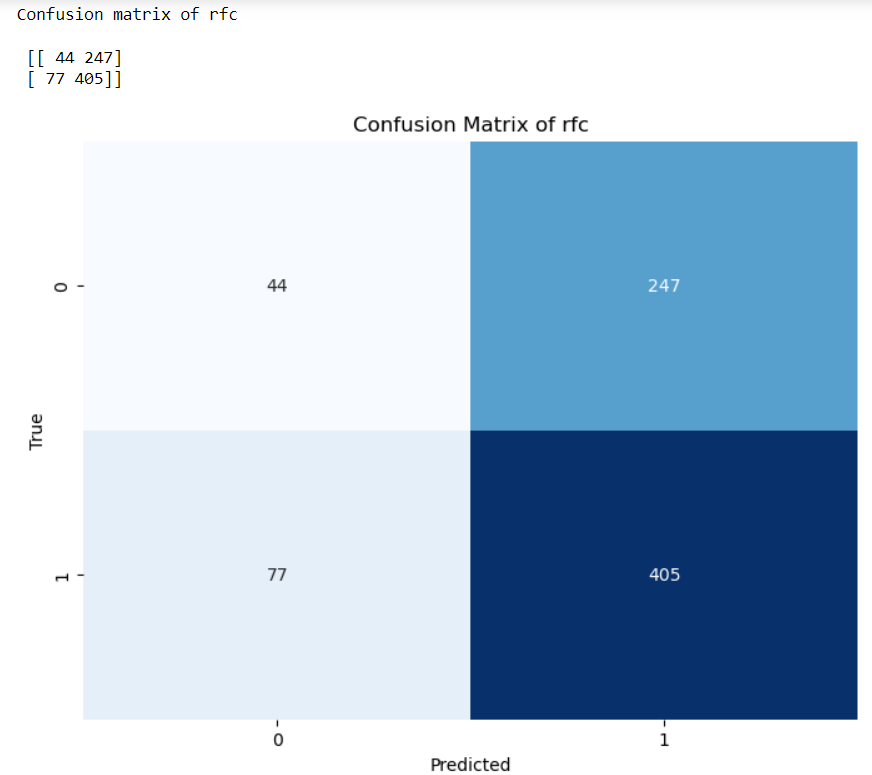 Confusion matrix of rfc
[[ 44 247]
[ 77 405]]
Confusion Matrix of rfc
0
44
247
True
1
77
405
0
1
Predicted